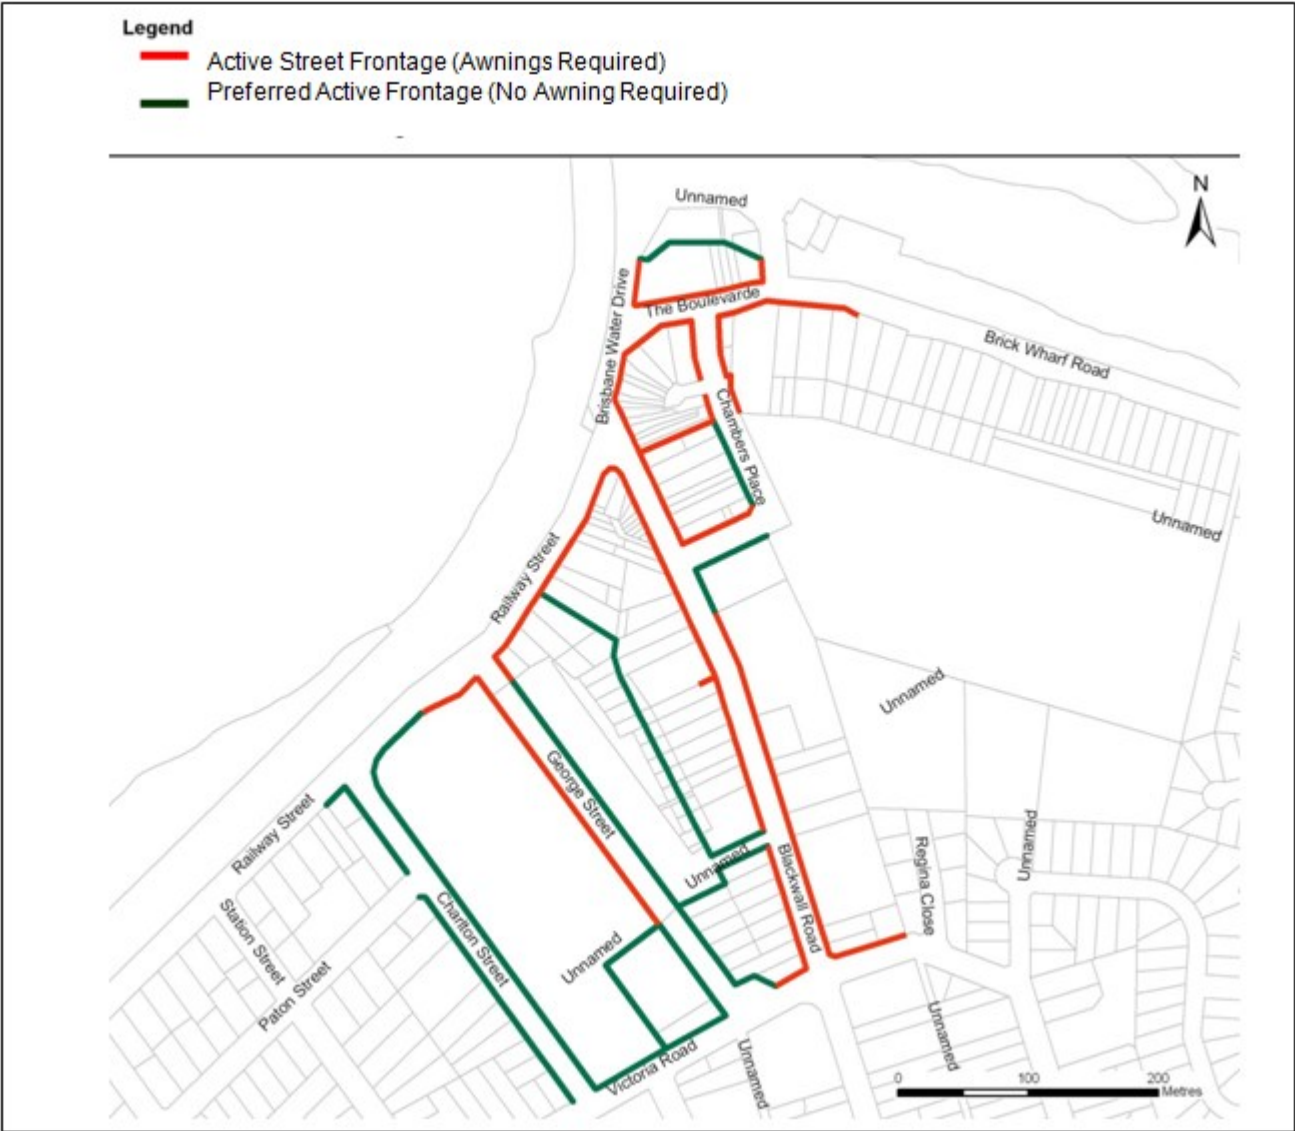 Legend
Active Street Frontage (Awnings Required)
Preferred Active Frontage (No Awning Required)
N
Unnamed
The Boulevarde
Brisbane Water Drive
Brick Wharf Road
Chambers Place
Unnamed
Railway Street
Unnamed
George Street
Railway Street
Unnamed
Unnamed
Blackwall Road
Regina Close
Charlton Street
Station Street
Unnamed
Paton Street
Unnamed
Victoria Road
Unnamed
0 100 200
Metres